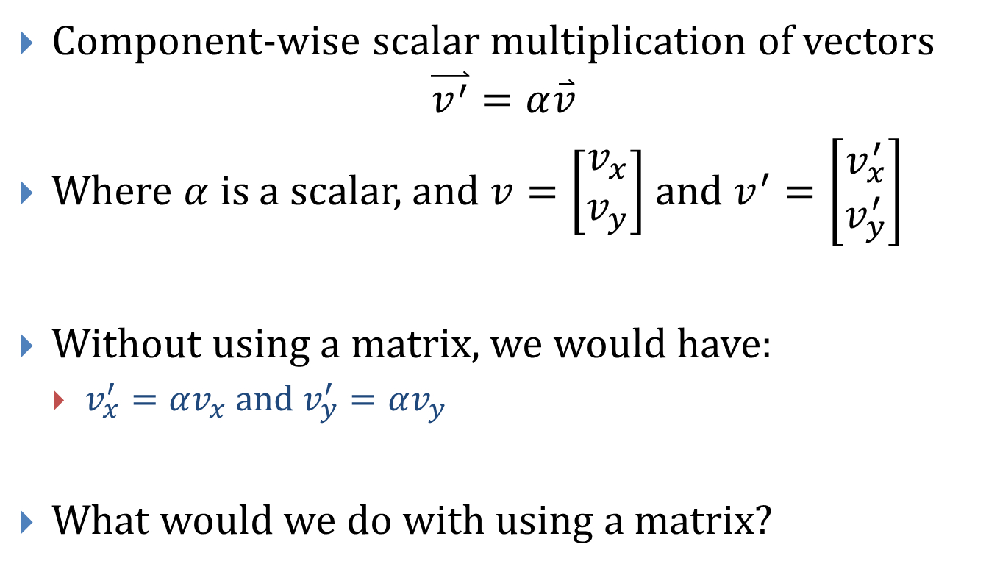 Component-wise scalar multiplication of vectors
$\overrightarrow{v'} = \alpha\vec{v}$
Where $\alpha$ is a scalar, and $v = \begin{bmatrix} v_x \\ v_y \end{bmatrix}$ and $v' = \begin{bmatrix} v'_x \\ v'_y \end{bmatrix}$
Without using a matrix, we would have:
$v'_x = \alpha v_x$ and $v'_y = \alpha v_y$
What would we do with using a matrix?